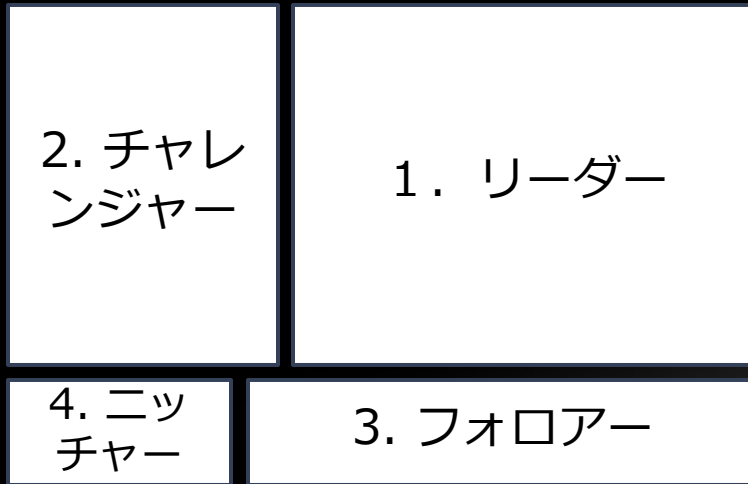 2. チャレ
ンジャー
１．リーダー
4. ニッ
チャー
3. フォロアー